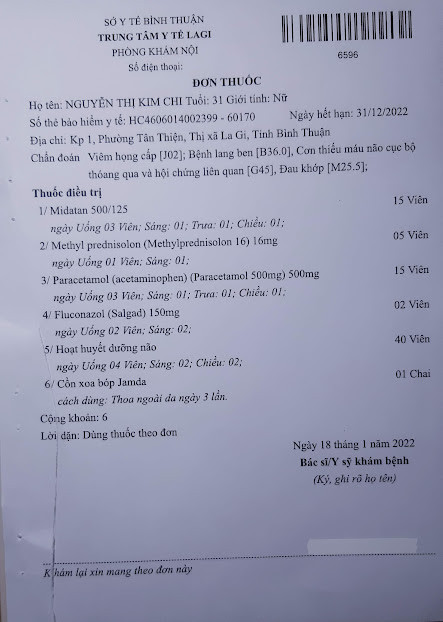 SỞ Y TẾ BÌNH THUẬN
TRUNG TÂM Y TẾ LAGI
PHÒNG KHÁM NỘI
Số điện thoại:
6596
ĐƠN THUỐC
Họ tên: NGUYỄN THỊ KIM CHI Tuổi: 31 Giới tính: Nữ
Số thẻ bảo hiểm y tế: HC4606014002399 - 60170 Ngày hết hạn: 31/12/2022
Địa chỉ: Kp 1, Phường Tân Thiện, Thị xã La Gi, Tỉnh Bình Thuận
Chẩn đoán Viêm họng cấp [J02]; Bệnh lang ben [B36.0], Cơn thiếu máu não cục bộ
thoáng qua và hội chứng liên quan [G45], Đau khớp [M25.5];
Thuốc điều trị
1/ Midatan 500/125 15 Viên
ngày Uống 03 Viên; Sáng: 01; Trưa: 01; Chiều: 01;
2/ Methyl prednisolon (Methylprednisolon 16) 16mg 05 Viên
ngày Uống 01 Viên; Sáng: 01;
3/ Paracetamol (acetaminophen) (Paracetamol 500mg) 500mg 15 Viên
ngày Uống 03 Viên; Sáng: 01; Trưa: 01; Chiều: 01;
4/ Fluconazol (Salgad) 150mg 02 Viên
ngày Uống 02 Viên; Sáng: 02;
5/ Hoạt huyết dưỡng não 40 Viên
ngày Uống 04 Viên; Sáng: 02; Chiều: 02;
6/ Cồn xoa bóp Jamda 01 Chai
cách dùng: Thoa ngoài da ngày 3 lần.
Cộng khoản: 6
Lời dặn: Dùng thuốc theo đơn
Ngày 18 tháng 1 năm 2022
Bác sĩ/Y sỹ khám bệnh
(Ký, ghi rõ họ tên)
Khám lại xin mang theo đơn này